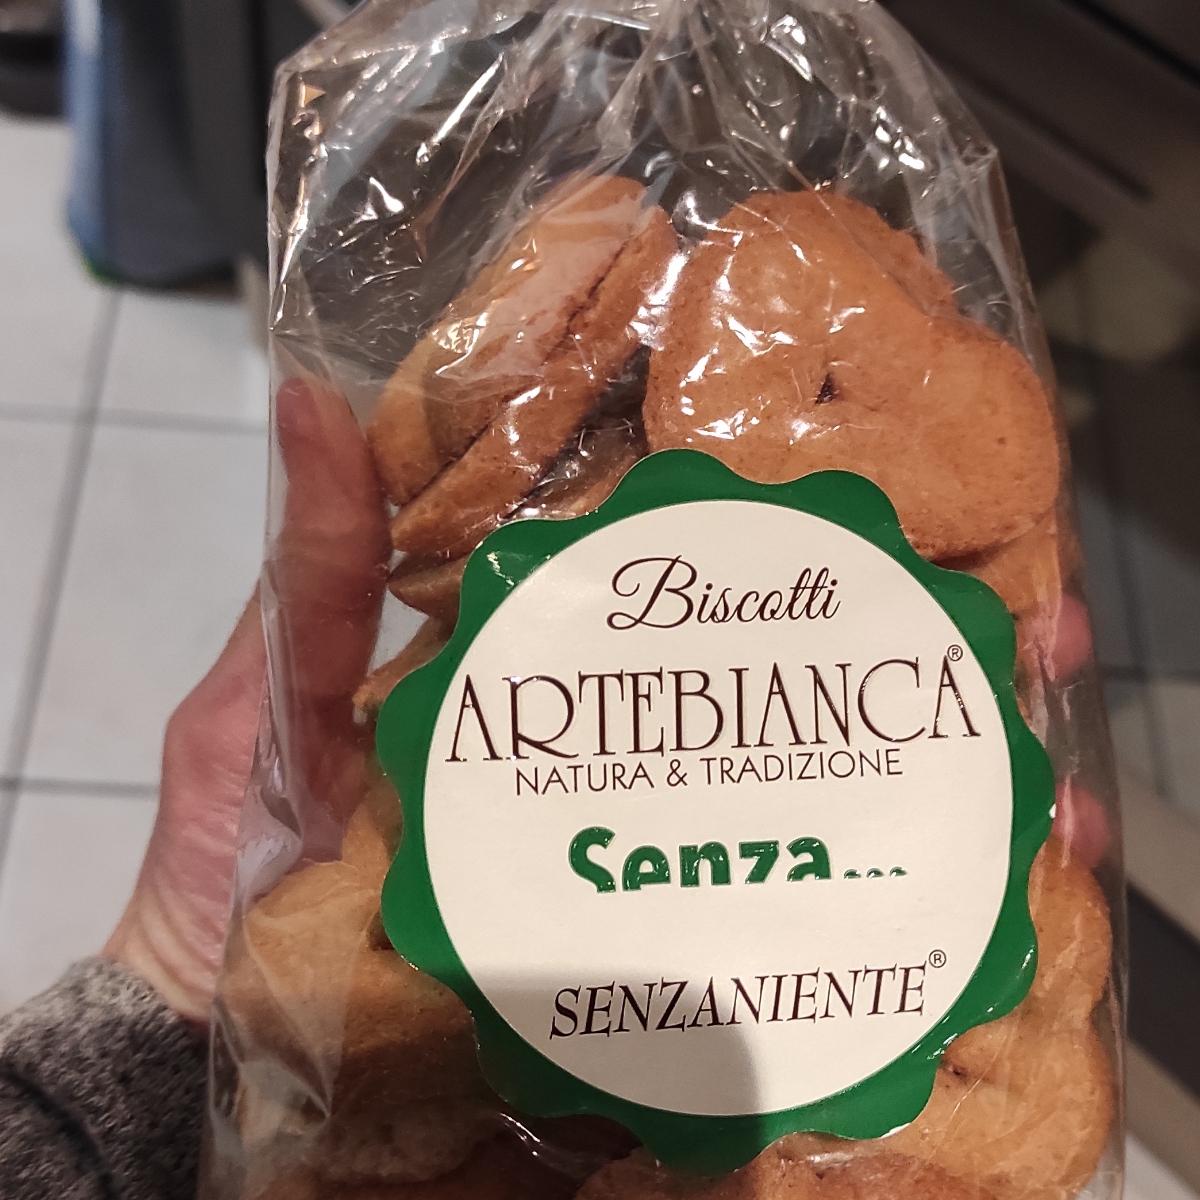 Biscotti
ARTEBIANCA®
NATURA & TRADIZIONE
Senza...
SENZANIENTE®